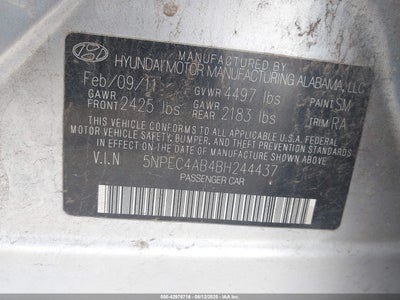 MANUFACTURED BY
HYUNDAI MOTOR MANUFACTURING ALABAMA, LLC
Feb/09/11 GVWR 4497 lbs PAINT SM
GAWR FRONT 2425 lbs GAWR REAR 2183 lbs TRIM RA
THIS VEHICLE CONFORMS TO ALL APPLICABLE U.S.A. FEDERAL
MOTOR VEHICLE SAFETY, BUMPER, AND THEFT PREVENTION
STANDARDS IN EFFECT ON THE DATE OF MANUFACTURE
SHOWN ABOVE.
V.I.N 5NPEC4AB4BH244437
PASSENGER CAR